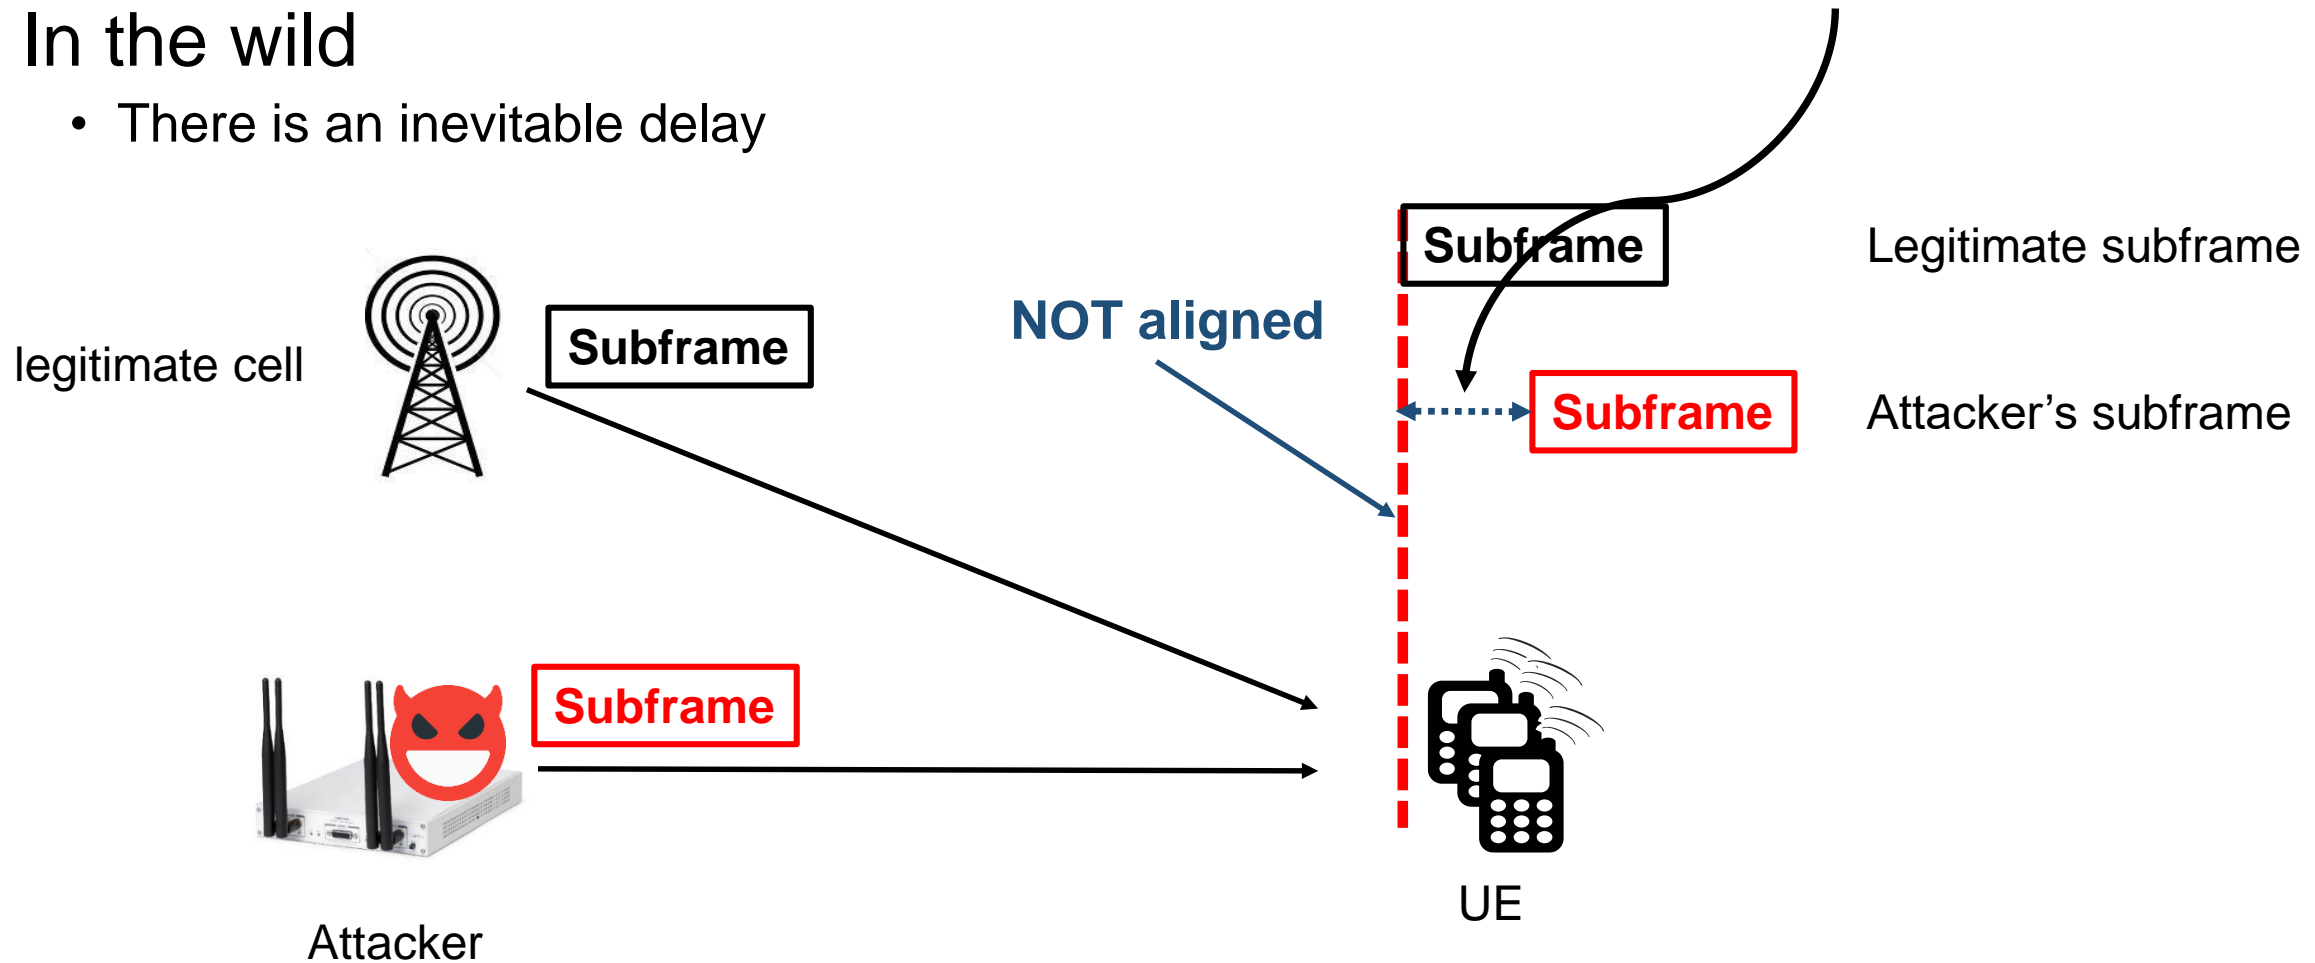 In the wild
• There is an inevitable delay
Subframe
Legitimate subframe
NOT aligned
Subframe
legitimate cell
Subframe
Attacker’s subframe
Subframe
UE
Attacker